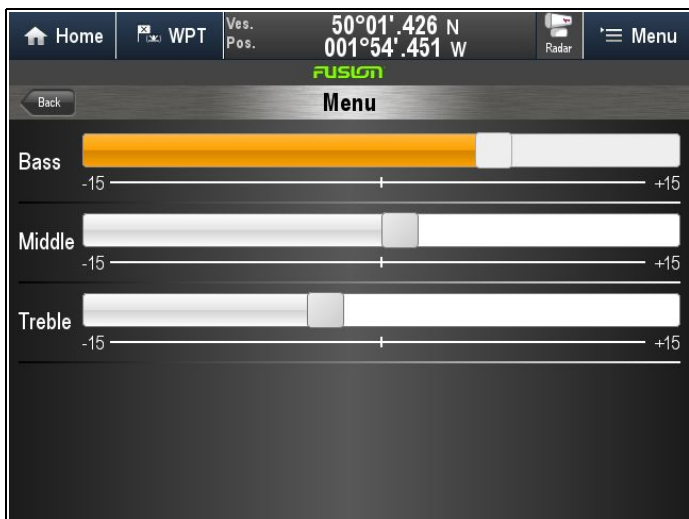 Home
WPT
Ves. Pos.
50°01'.426 N
001°54'.451 W
Radar
Menu
FUSION
Back
Menu
Bass
-15
+15
Middle
-15
+15
Treble
-15
+15